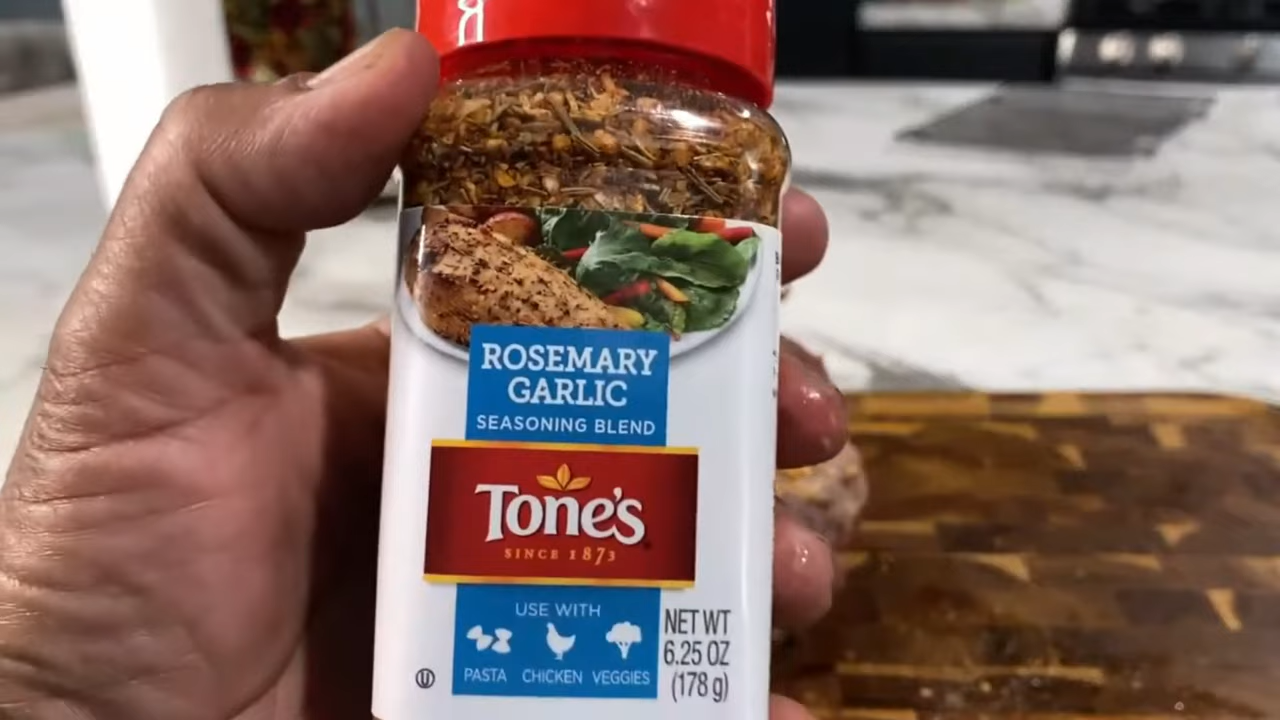 ROSEMARY
GARLIC
SEASONING BLEND
TONE'S
SINCE 1873
USE WITH
PASTA CHICKEN VEGGIES
NET WT
6.25 OZ
(178 g)
U